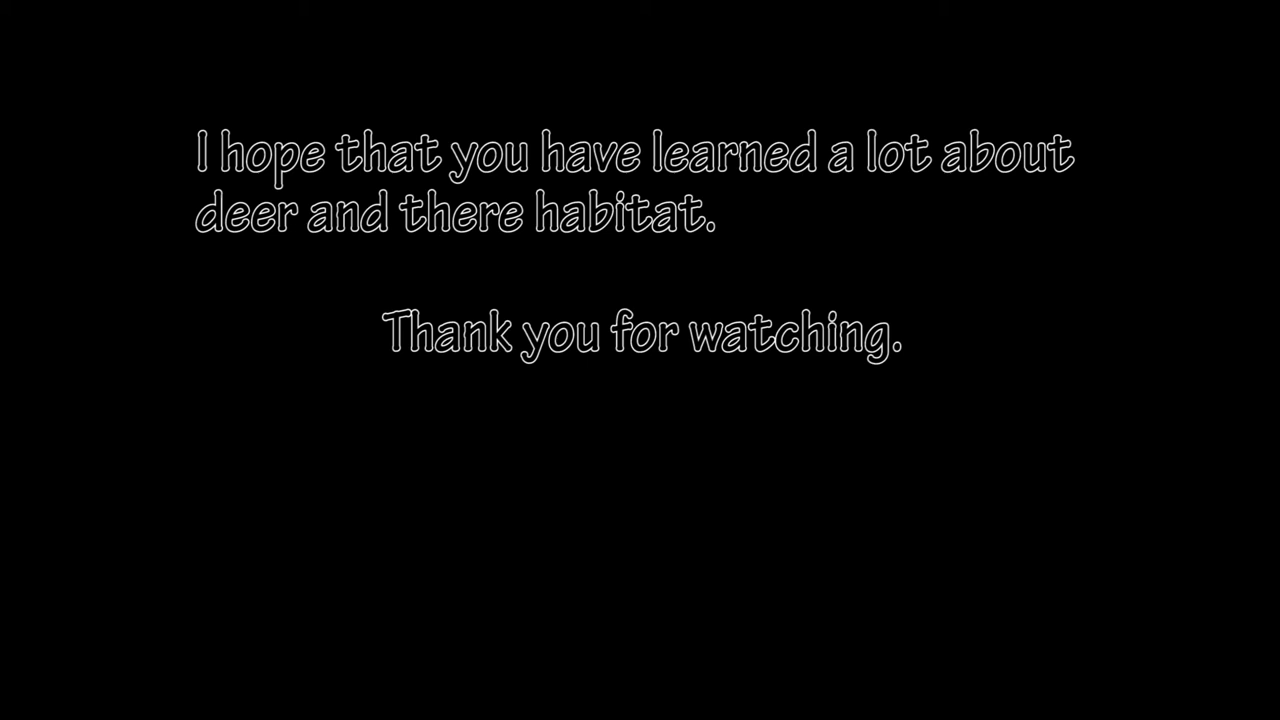 I hope that you have learned a lot about
deer and there habitat.
Thank you for watching.